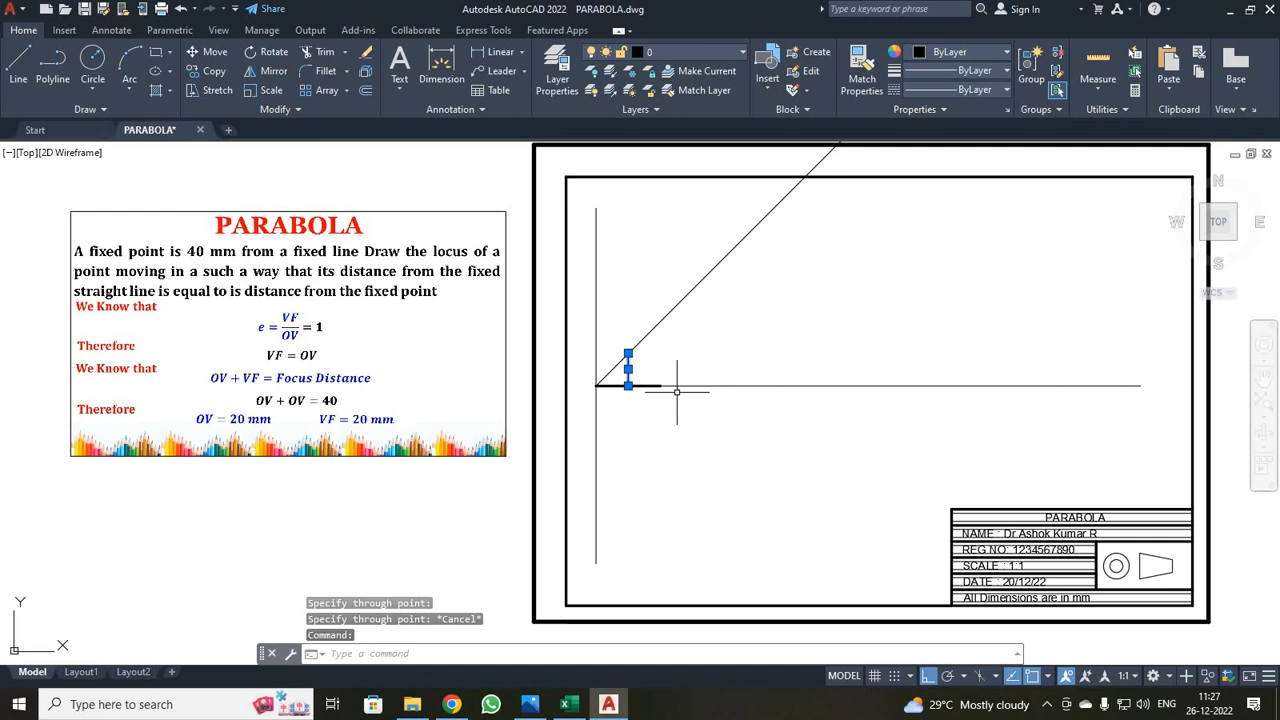 Share
Autodesk AutoCAD 2022 PARABOLA.dwg
Type a keyword or phrase
Sign In
Home Insert Annotate Parametric View Manage Output Add-ins Collaborate Express Tools Featured Apps
Line Polyline Circle Arc
Move Rotate Trim
Copy Mirror Fillet
Stretch Scale Array
Text Dimension
Linear
Leader
Table
Layer
Properties
0
Make Current
Match Layer
Insert
Create
Edit
Match
Properties
ByLayer
ByLayer
ByLayer
Group
Measure
Paste
Base
Draw Modify Annotation Layers Block Properties Groups Utilities Clipboard View
Start PARABOLA*
[−][Top][2D Wireframe]
PARABOLA
A fixed point is 40 mm from a fixed line Draw the locus of a
point moving in a such a way that its distance from the fixed
straight line is equal to is distance from the fixed point
We Know that
e = VF/OV = 1
Therefore
VF = OV
We Know that
OV + VF = Focus Distance
OV + OV = 40
Therefore
OV = 20 mm VF = 20 mm
N
W TOP E
S
WCS
PARABOLA
NAME : Dr Ashok Kumar R
REG NO: 1234567890
SCALE : 1:1
DATE : 20/12/22
All Dimensions are in mm
Y
X
Specify through point:
Specify through point: *Cancel*
Command:
Type a command
Model Layout1 Layout2
MODEL
1:1
Type here to search
29°C Mostly cloudy
ENG
11:27
26-12-2022